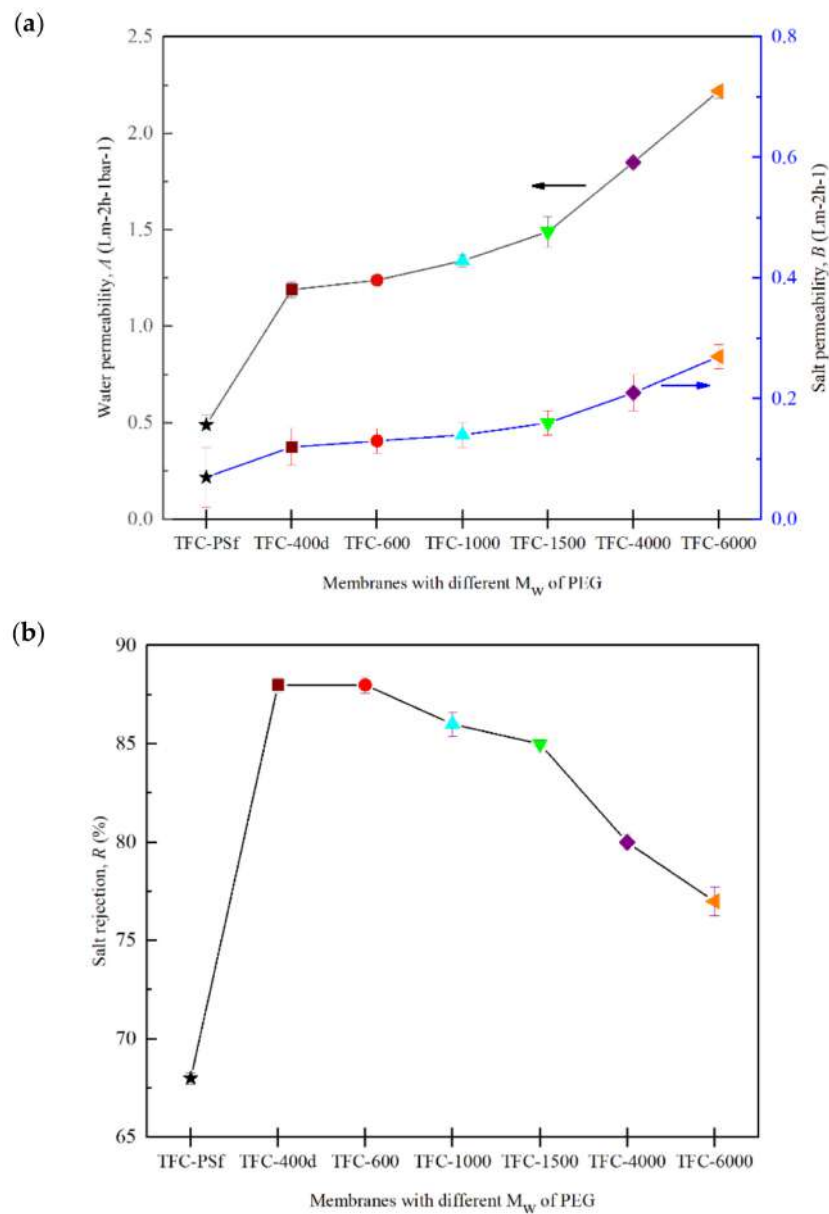 (a)
2.5
2.0
1.5
1.0
0.5
0.0
Water permeability, A (Lm-2h-1bar-1)
0.8
0.6
0.4
0.2
0.0
Salt permeability, B (Lm-2h-1)
TFC-PSf TFC-400d TFC-600 TFC-1000 TFC-1500 TFC-4000 TFC-6000
Membranes with different Mw of PEG
(b)
90
85
80
75
70
65
Salt rejection, R (%)
TFC-PSf TFC-400d TFC-600 TFC-1000 TFC-1500 TFC-4000 TFC-6000
Membranes with different Mw of PEG